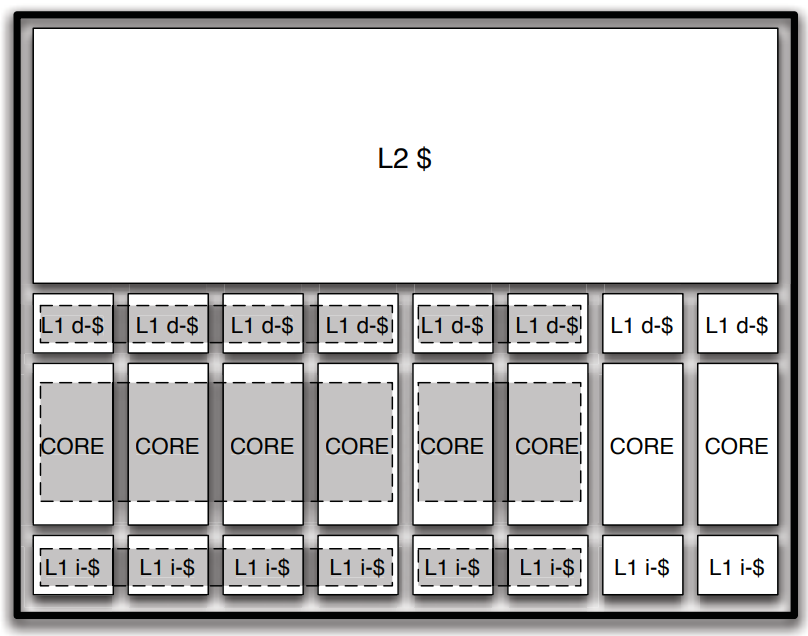 L2 $
L1 d-$ L1 d-$ L1 d-$ L1 d-$ L1 d-$ L1 d-$ L1 d-$ L1 d-$
CORE CORE CORE CORE CORE CORE CORE CORE
L1 i-$ L1 i-$ L1 i-$ L1 i-$ L1 i-$ L1 i-$ L1 i-$ L1 i-$